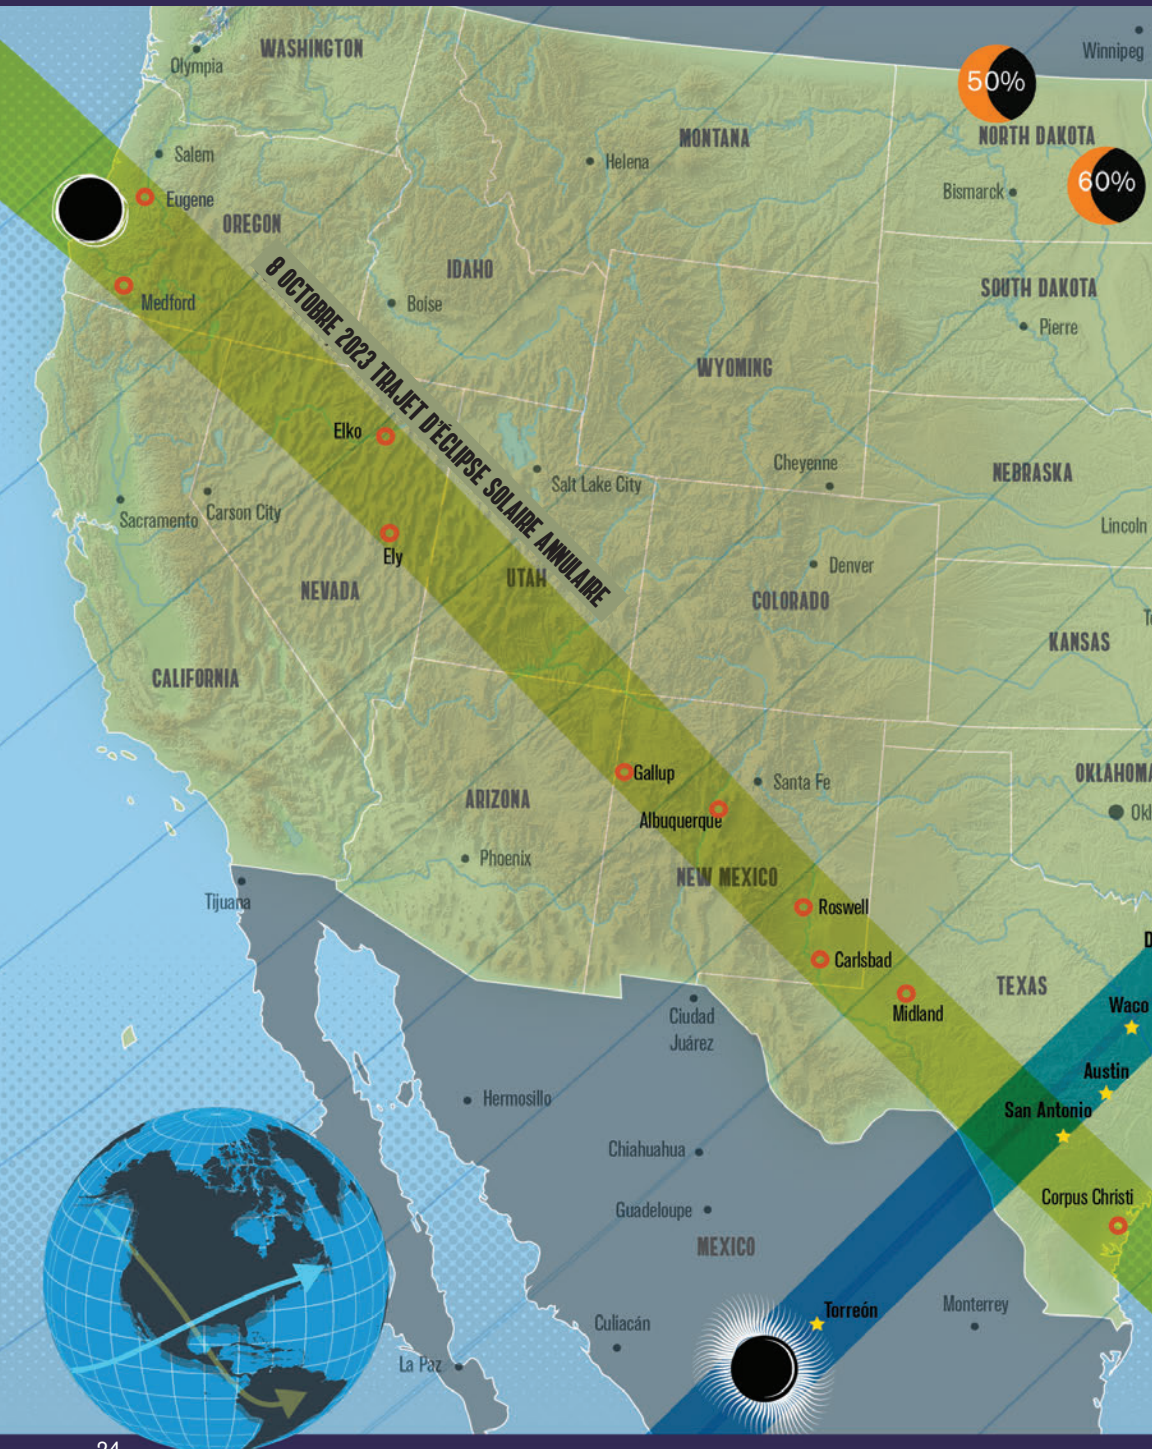 WASHINGTON
Olympia
Winnipeg
50%
NORTH DAKOTA
MONTANA
Salem
Helena
60%
Bismarck
Eugene
OREGON
IDAHO
SOUTH DAKOTA
Medford
Boise
Pierre
8 OCTOBRE 2023 TRAJET D'ÉCLIPSE SOLAIRE ANNULAIRE
WYOMING
Elko
Cheyenne
NEBRASKA
Salt Lake City
Sacramento
Carson City
Lincoln
Ely
UTAH
Denver
NEVADA
COLORADO
KANSAS
CALIFORNIA
Gallup
Santa Fe
OKLAHOMA
ARIZONA
Albuquerque
Phoenix
NEW MEXICO
Tijuana
Roswell
Carlsbad
TEXAS
Midland
Waco
Ciudad
Juárez
Austin
Hermosillo
San Antonio
Chiahuahua
Corpus Christi
Guadeloupe
MEXICO
Torreón
Monterrey
Culiacán
La Paz
24